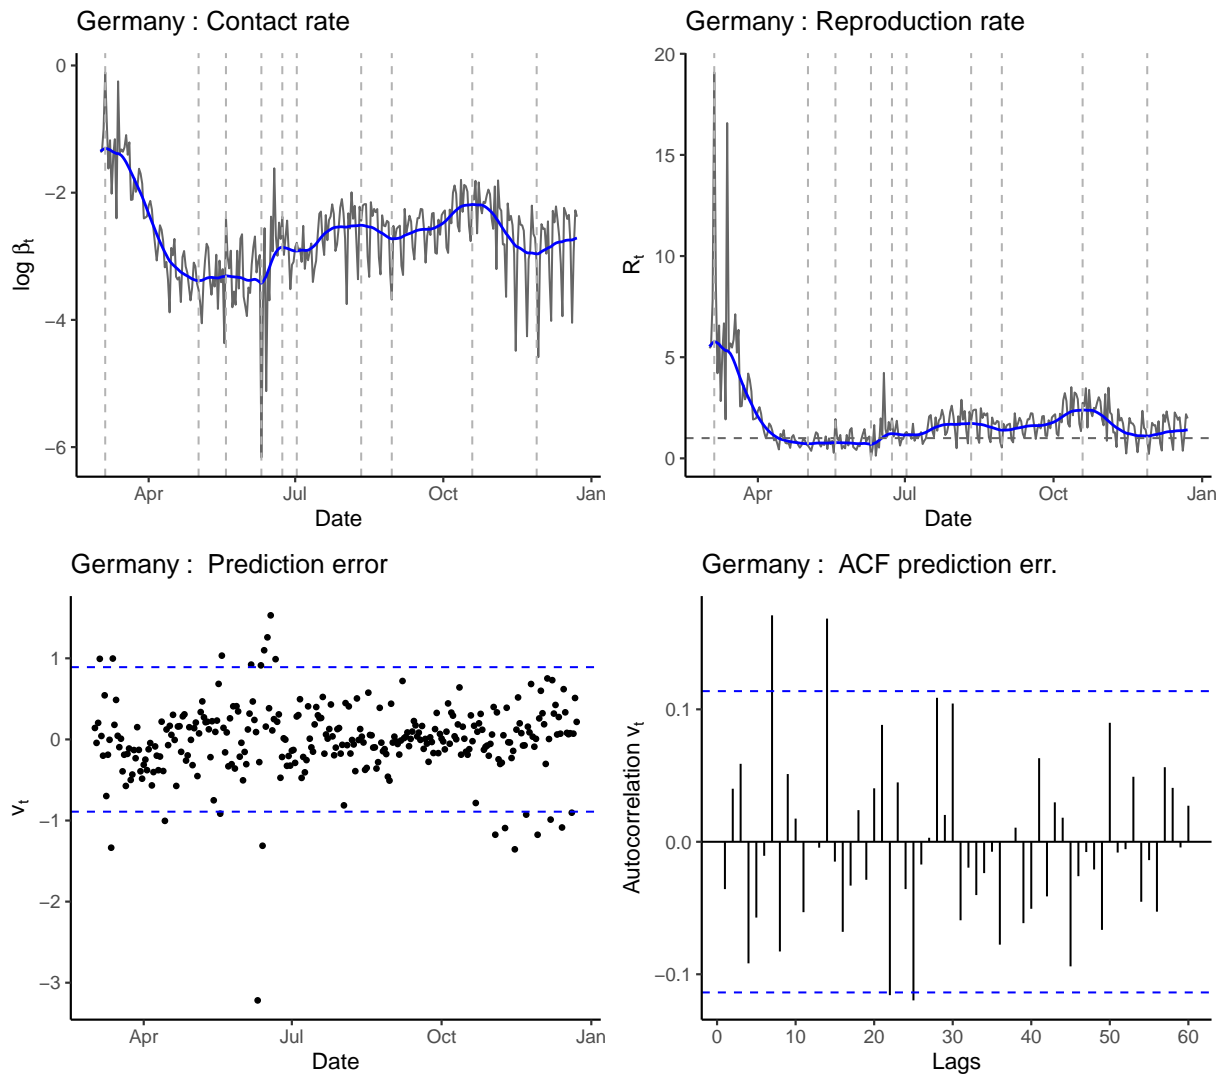 Germany : Contact rate
log βt
0
−2
−4
−6
Apr
Jul
Oct
Jan
Date
Germany : Reproduction rate
Rt
20
15
10
5
0
Apr
Jul
Oct
Jan
Date
Germany :  Prediction error
vt
1
0
−1
−2
−3
Apr
Jul
Oct
Jan
Date
Germany :  ACF prediction err.
Autocorrelation vt
0.1
0.0
−0.1
0
10
20
30
40
50
60
Lags